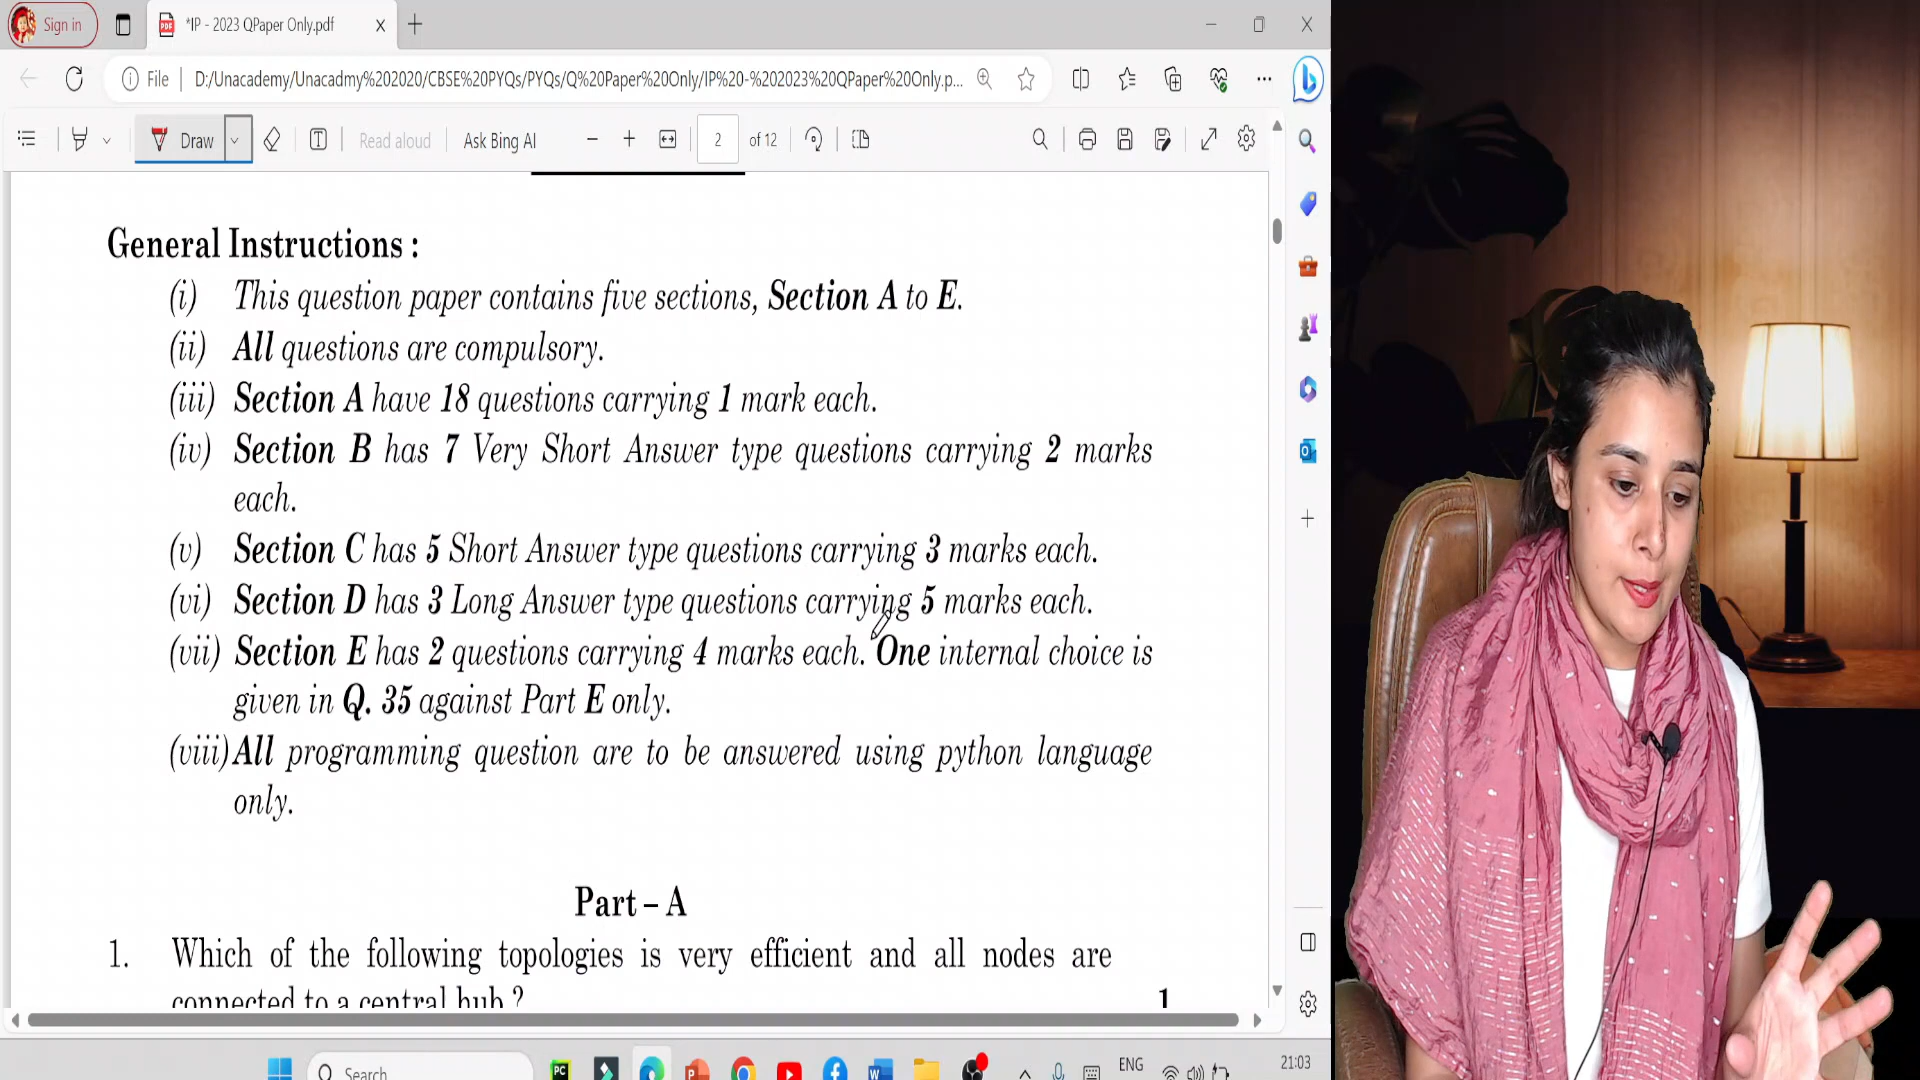 Sign in
*IP - 2023 QPaper Only.pdf
File
D:/Unacademy/Unacadmy%202020/CBSE%20PYQs/PYQs/Q%20Paper%20Only/IP%20-%202023%20QPaper%20Only.p...
Draw
Read aloud
Ask Bing AI
2
of 12
General Instructions :
(i) This question paper contains five sections, Section A to E.
(ii) All questions are compulsory.
(iii) Section A have 18 questions carrying 1 mark each.
(iv) Section B has 7 Very Short Answer type questions carrying 2 marks
each.
(v) Section C has 5 Short Answer type questions carrying 3 marks each.
(vi) Section D has 3 Long Answer type questions carrying 5 marks each.
(vii) Section E has 2 questions carrying 4 marks each. One internal choice is
given in Q. 35 against Part E only.
(viii) All programming question are to be answered using python language
only.
Part – A
1. Which of the following topologies is very efficient and all nodes are
connected to a central hub ? 1
Search
ENG
21:03